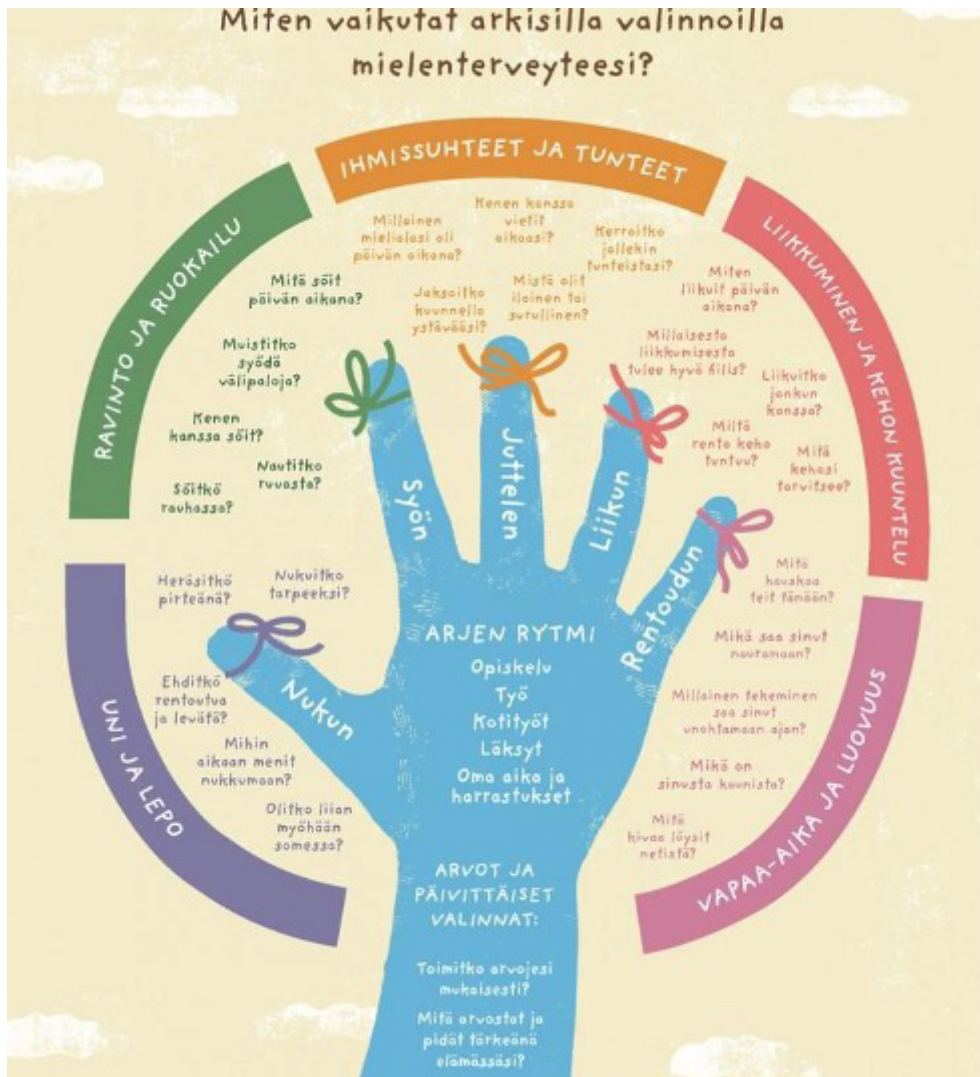 Miten vaikutat arkisilla valinnoilla
mielenterveyteesi?
IHMISSUHTEET JA TUNTEET
Millainen
mielialasi oli
päivän aikana?
Kenen kanssa
vietit
aikaasi?
Kerroitko
jollekin
tunteistasi?
Jaksoitko
kuunnella
ystävääsi?
Mistä olit
iloinen tai
surullinen?
RAVINTO JA RUOKAILU
Mitä söit
päivän aikana?
Muistitko
syödä
välipaloja?
Kenen
kanssa söit?
Nautitko
ruuasta?
Söitkö
rauhassa?
LIIKKUMINEN JA KEHON KUUNTELU
Miten
liikuit päivän
aikana?
Millaisesta
liikkumisesta
tulee hyvä fiilis?
Liikuitko
jonkun
kanssa?
Miltä
rento keho
tuntuu?
Mitä
kehosi
tarvitsee?
UNI JA LEPO
Heräsitkö
pirteänä?
Nukuitko
tarpeeksi?
Ehditkö
rentoutua
ja levätä?
Mihin
aikaan menit
nukkumaan?
Olitko liian
myöhään
somessa?
VAPAA-AIKA JA LUOVUUS
Mitä
hauskaa
teit tänään?
Mikä saa sinut
nauramaan?
Millainen tekeminen
saa sinut
unohtamaan ajan?
Mikä on
sinusta kaunista?
Mitä
kivaa löysit
netistä?
Nukun
Syön
Juttelen
Liikun
Rentoudun
ARJEN RYTMI
Opiskelu
Työ
Kotityöt
Läksyt
Oma aika ja
harrastukset
ARVOT JA
PÄIVITTÄISET
VALINNAT:
Toimitko arvojesi
mukaisesti?
Mitä arvostat ja
pidät tärkeänä
elämässäsi?